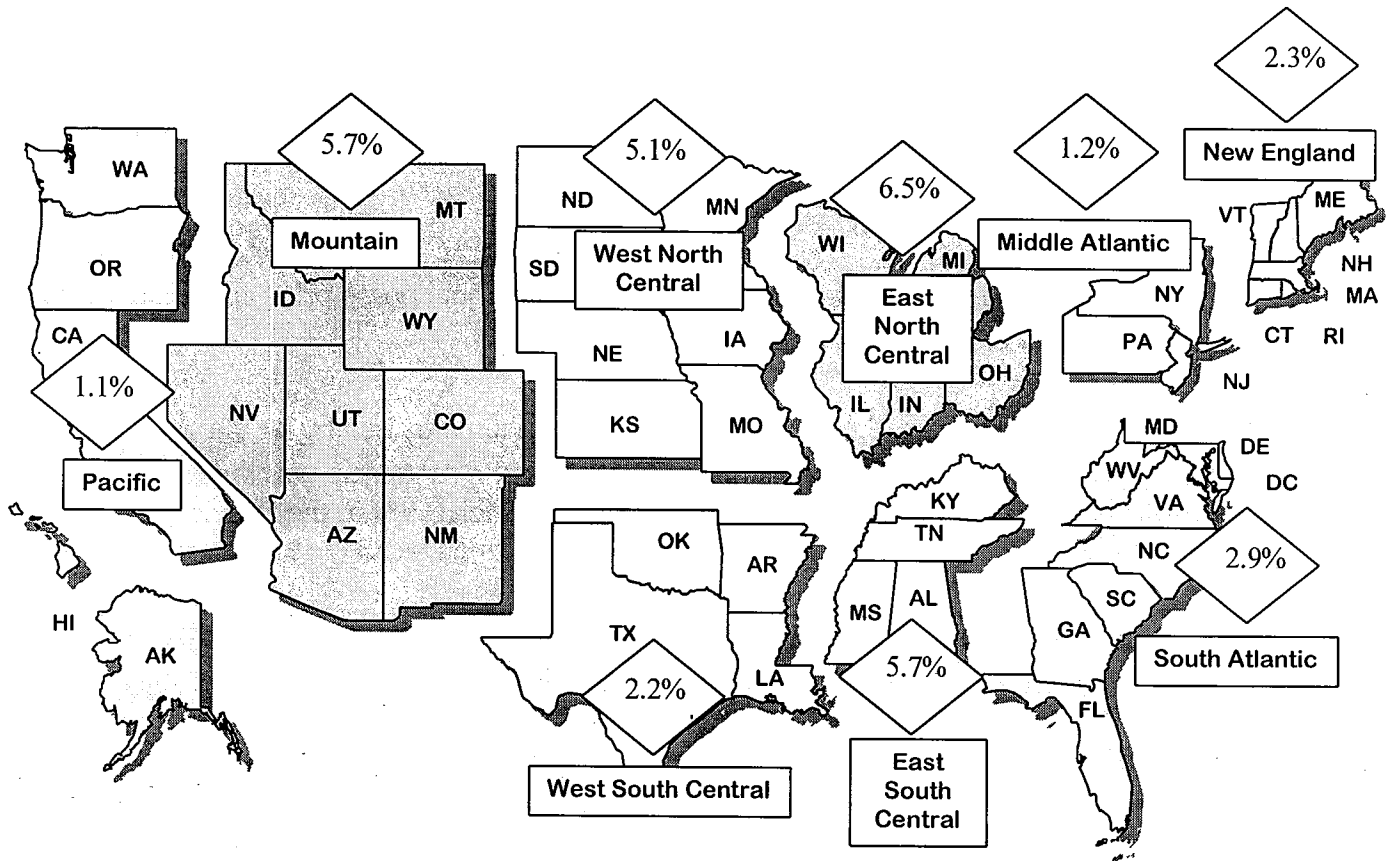 2.3%
New England
5.7%
5.1%
1.2%
6.5%
WA
MT
ND
MN
VT
ME
Mountain
West North
Central
WI
MI
Middle Atlantic
NH
OR
ID
SD
East
North
Central
NY
MA
CA
WY
IA
PA
CT
RI
NE
OH
NJ
1.1%
NV
UT
CO
KS
MO
IL
IN
MD
DE
Pacific
WV
DC
VA
KY
AZ
NM
OK
TN
NC
2.9%
AR
SC
HI
MS
AL
GA
AK
TX
South Atlantic
2.2%
LA
5.7%
FL
West South Central
East
South
Central